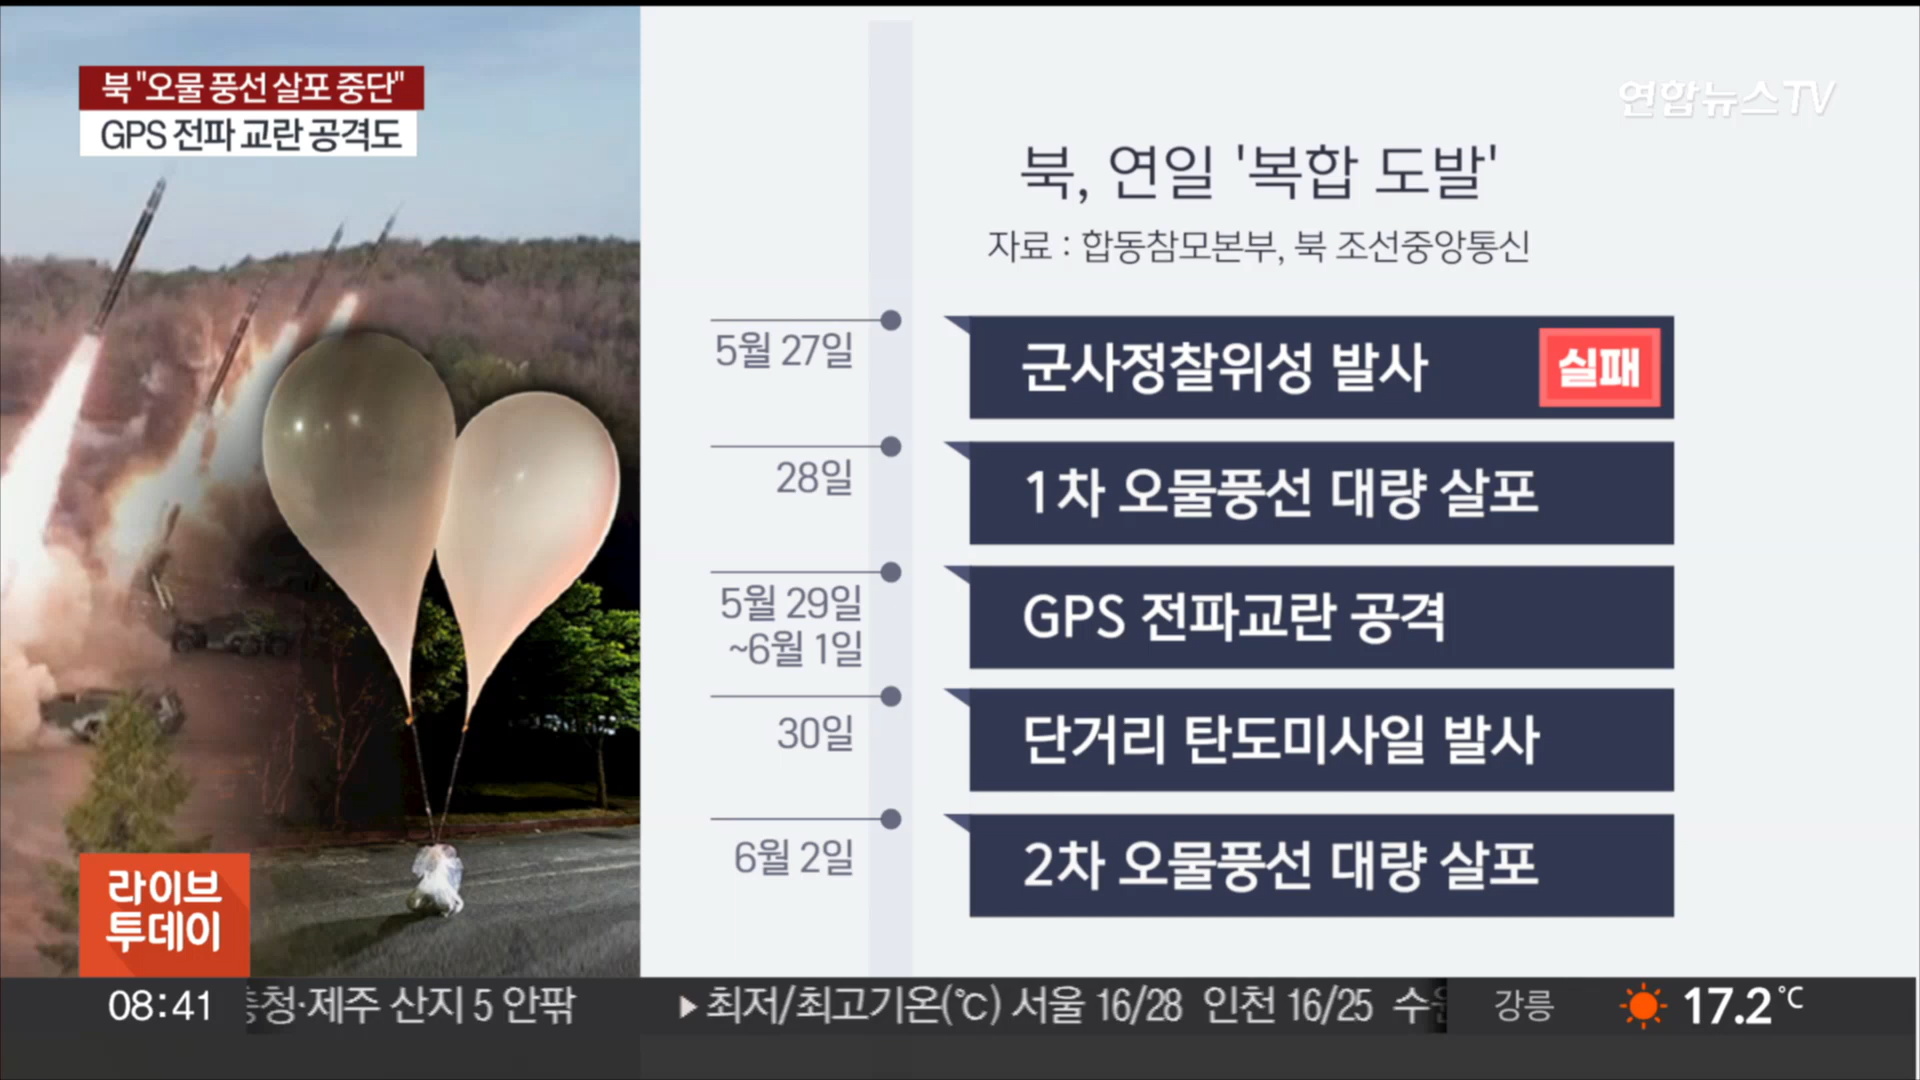 북 "오물 풍선 살포 중단"
GPS 전파 교란 공격도
연합뉴스TV
북, 연일 '복합 도발'
자료 : 합동참모본부, 북 조선중앙통신
5월 27일
군사정찰위성 발사
실패
28일
1차 오물풍선 대량 살포
5월 29일
~6월 1일
GPS 전파교란 공격
30일
단거리 탄도미사일 발사
6월 2일
2차 오물풍선 대량 살포
라이브
투데이
08:41 충청·제주 산지 5 안팎 ▶최저/최고기온(℃) 서울 16/28 인천 16/25 강릉 17.2℃